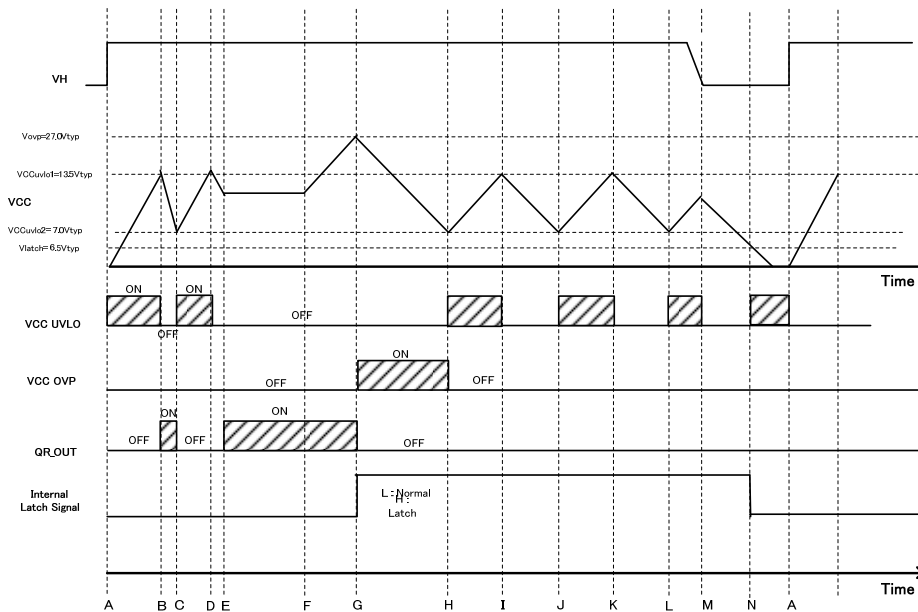 VH
Vovp=27.0Vtyp
VCCuvlo1=13.5Vtyp
VCC
VCCuvlo2=7.0Vtyp
Vlatch=6.5Vtyp
Time
ON
ON
VCC UVLO
OFF
OFF
ON
VCC OVP
OFF
OFF
ON
ON
OFF
OFF
OFF
QR_OUT
Internal
Latch Signal
L:Normal
H:
Latch
Time
A B C D E F G H I J K L M N A